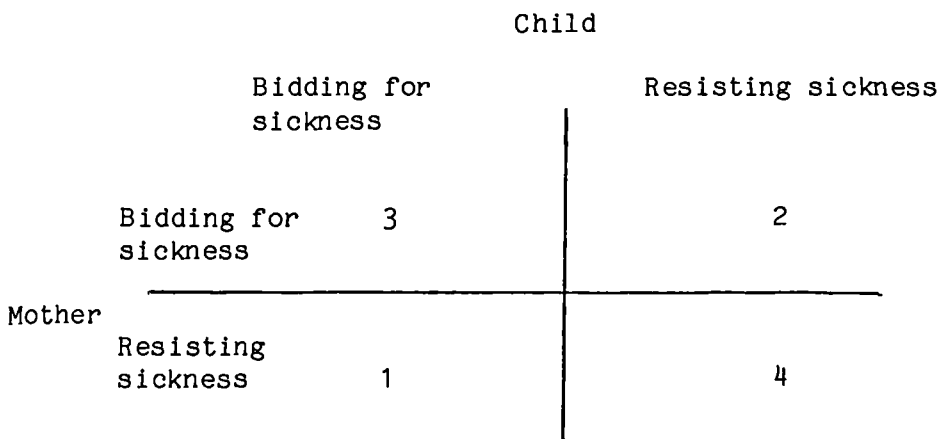 Child
Bidding for Resisting sickness
sickness
Bidding for 3 2
sickness
Mother
Resisting
sickness 1 4